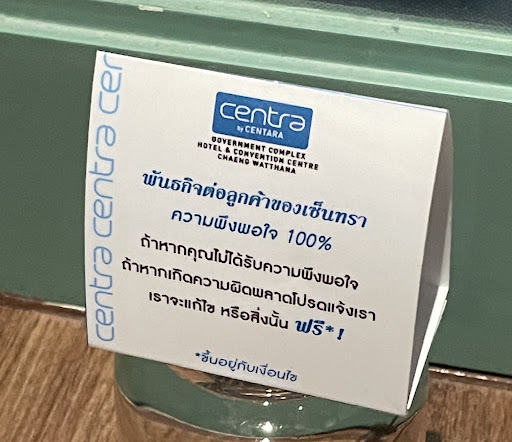 centra
by CENTARA
GOVERNMENT COMPLEX
HOTEL & CONVENTION CENTRE
CHAENG WATTHANA
พันธกิจต่อลูกค้าของเซ็นทรา
ความพึงพอใจ 100%
ถ้าหากคุณไม่ได้รับความพึงพอใจ
ถ้าหากเกิดความผิดพลาดโปรดแจ้งเรา
เราจะแก้ไข หรือสิ่งนั้น ฟรี*!
*ขึ้นอยู่กับเงื่อนไข
centra centra cer